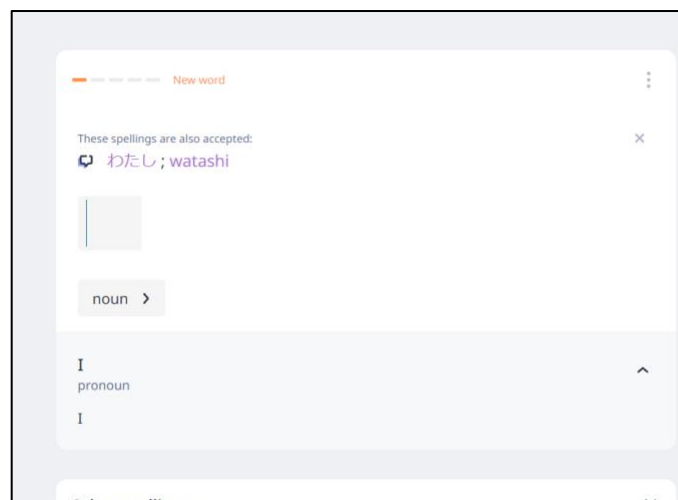 New word
These spellings are also accepted:
わたし ; watashi
noun
I
pronoun
I